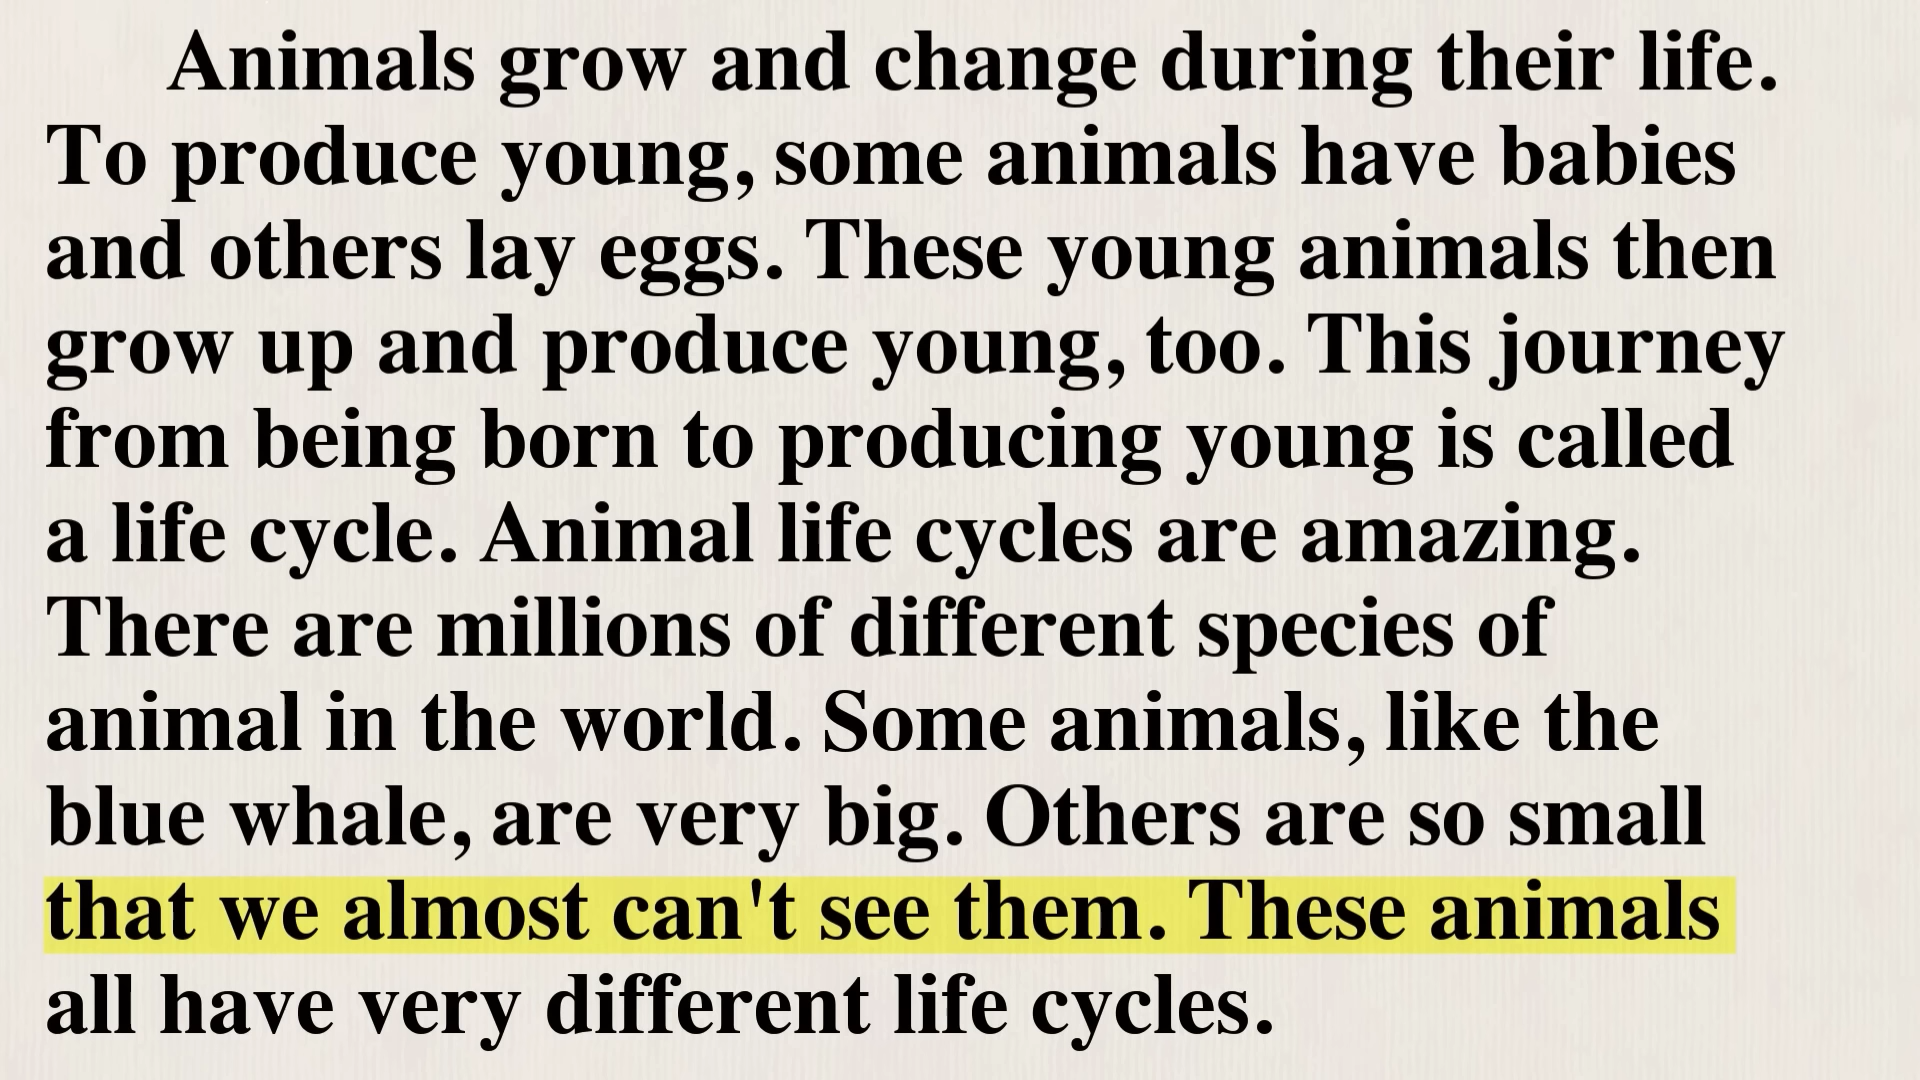 Animals grow and change during their life.
To produce young, some animals have babies
and others lay eggs. These young animals then
grow up and produce young, too. This journey
from being born to producing young is called
a life cycle. Animal life cycles are amazing.
There are millions of different species of
animal in the world. Some animals, like the
blue whale, are very big. Others are so small
that we almost can't see them. These animals
all have very different life cycles.